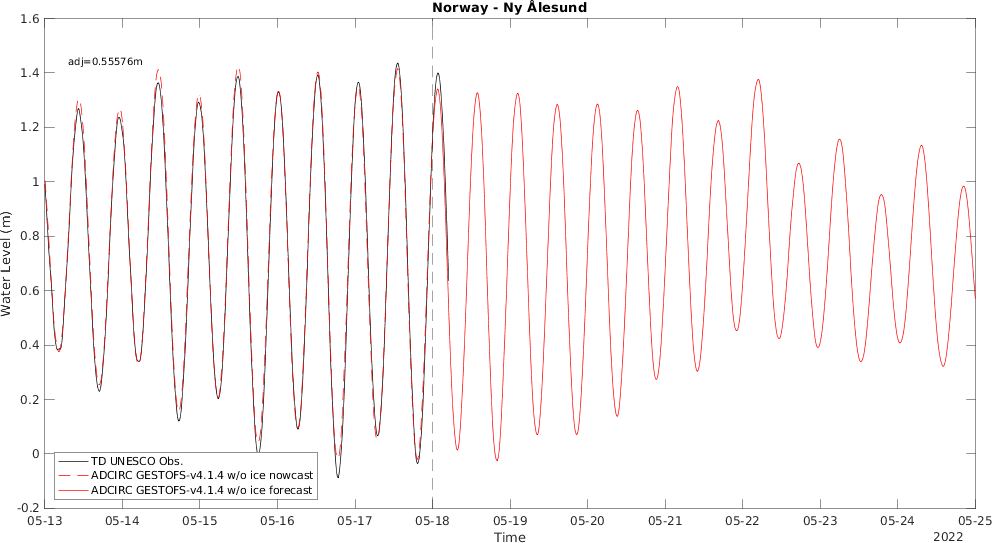 Norway - Ny Ålesund
adj=0.55576m
Water Level (m)
1.6
1.4
1.2
1
0.8
0.6
0.4
0.2
0
-0.2
TD UNESCO Obs.
ADCIRC GESTOFS-v4.1.4 w/o ice nowcast
ADCIRC GESTOFS-v4.1.4 w/o ice forecast
05-13 05-14 05-15 05-16 05-17 05-18 05-19 05-20 05-21 05-22 05-23 05-24 05-25
Time
2022